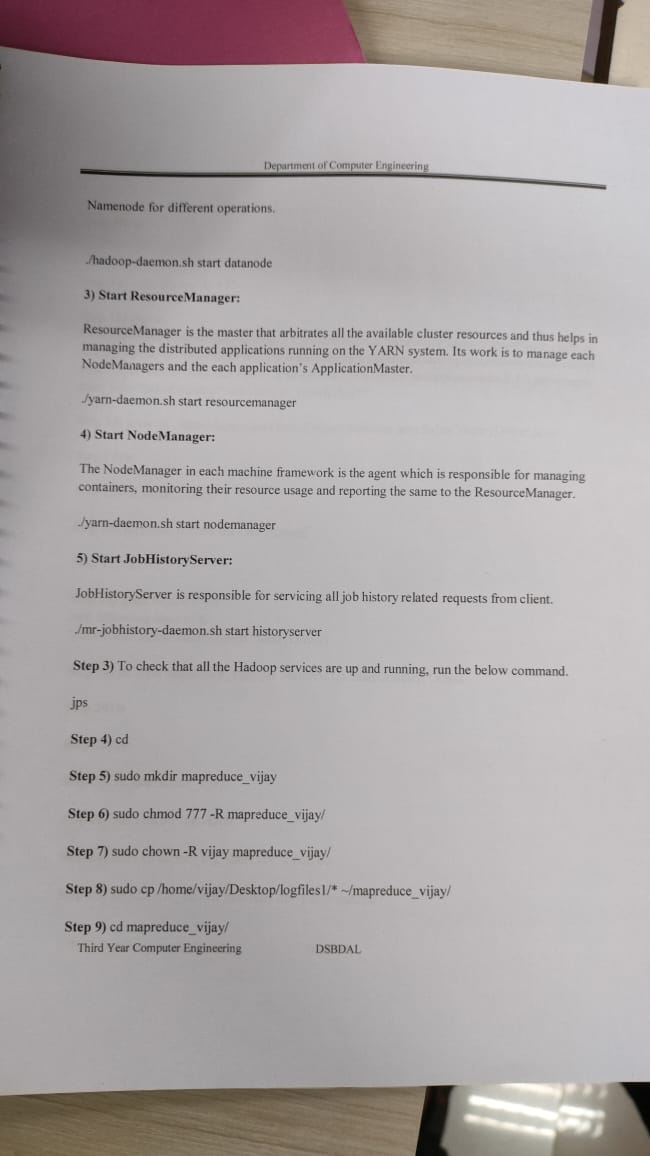 Department of Computer Engineering
Namenode for different operations.
./hadoop-daemon.sh start datanode
3) Start ResourceManager:
ResourceManager is the master that arbitrates all the available cluster resources and thus helps in
managing the distributed applications running on the YARN system. Its work is to manage each
NodeManagers and the each application's ApplicationMaster.
./yarn-daemon.sh start resourcemanager
4) Start NodeManager:
The NodeManager in each machine framework is the agent which is responsible for managing
containers, monitoring their resource usage and reporting the same to the ResourceManager.
./yarn-daemon.sh start nodemanager
5) Start JobHistoryServer:
JobHistoryServer is responsible for servicing all job history related requests from client.
./mr-jobhistory-daemon.sh start historyserver
Step 3) To check that all the Hadoop services are up and running, run the below command.
jps
Step 4) cd
Step 5) sudo mkdir mapreduce_vijay
Step 6) sudo chmod 777 -R mapreduce_vijay/
Step 7) sudo chown -R vijay mapreduce_vijay/
Step 8) sudo cp /home/vijay/Desktop/logfiles1/* ~/mapreduce_vijay/
Step 9) cd mapreduce_vijay/
Third Year Computer Engineering DSBDAL